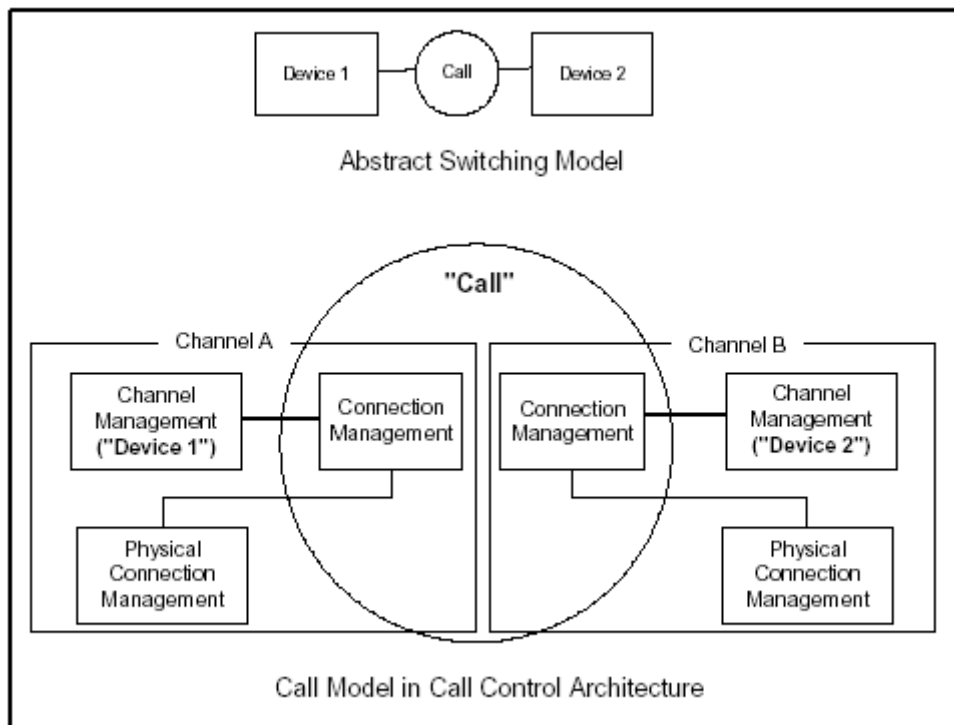 Device 1
Call
Device 2
Abstract Switching Model
"Call"
Channel A
Channel B
Channel
Management
("Device 1")
Connection
Management
Connection
Management
Channel
Management
("Device 2")
Physical
Connection
Management
Physical
Connection
Management
Call Model in Call Control Architecture